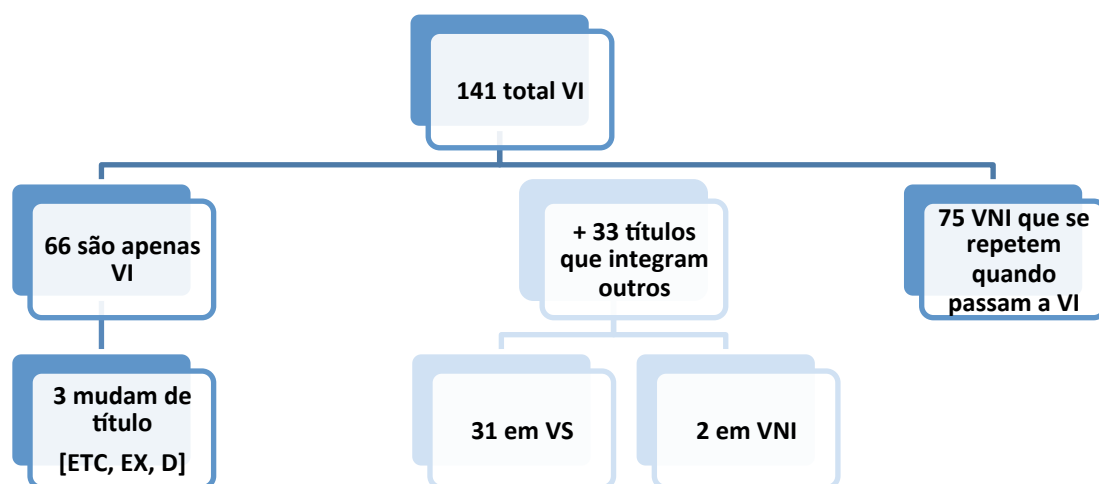 141 total VI
66 são apenas
VI
+ 33 títulos
que integram
outros
75 VNI que se
repetem
quando
passam a VI
3 mudam de
título
[ETC, EX, D]
31 em VS
2 em VNI